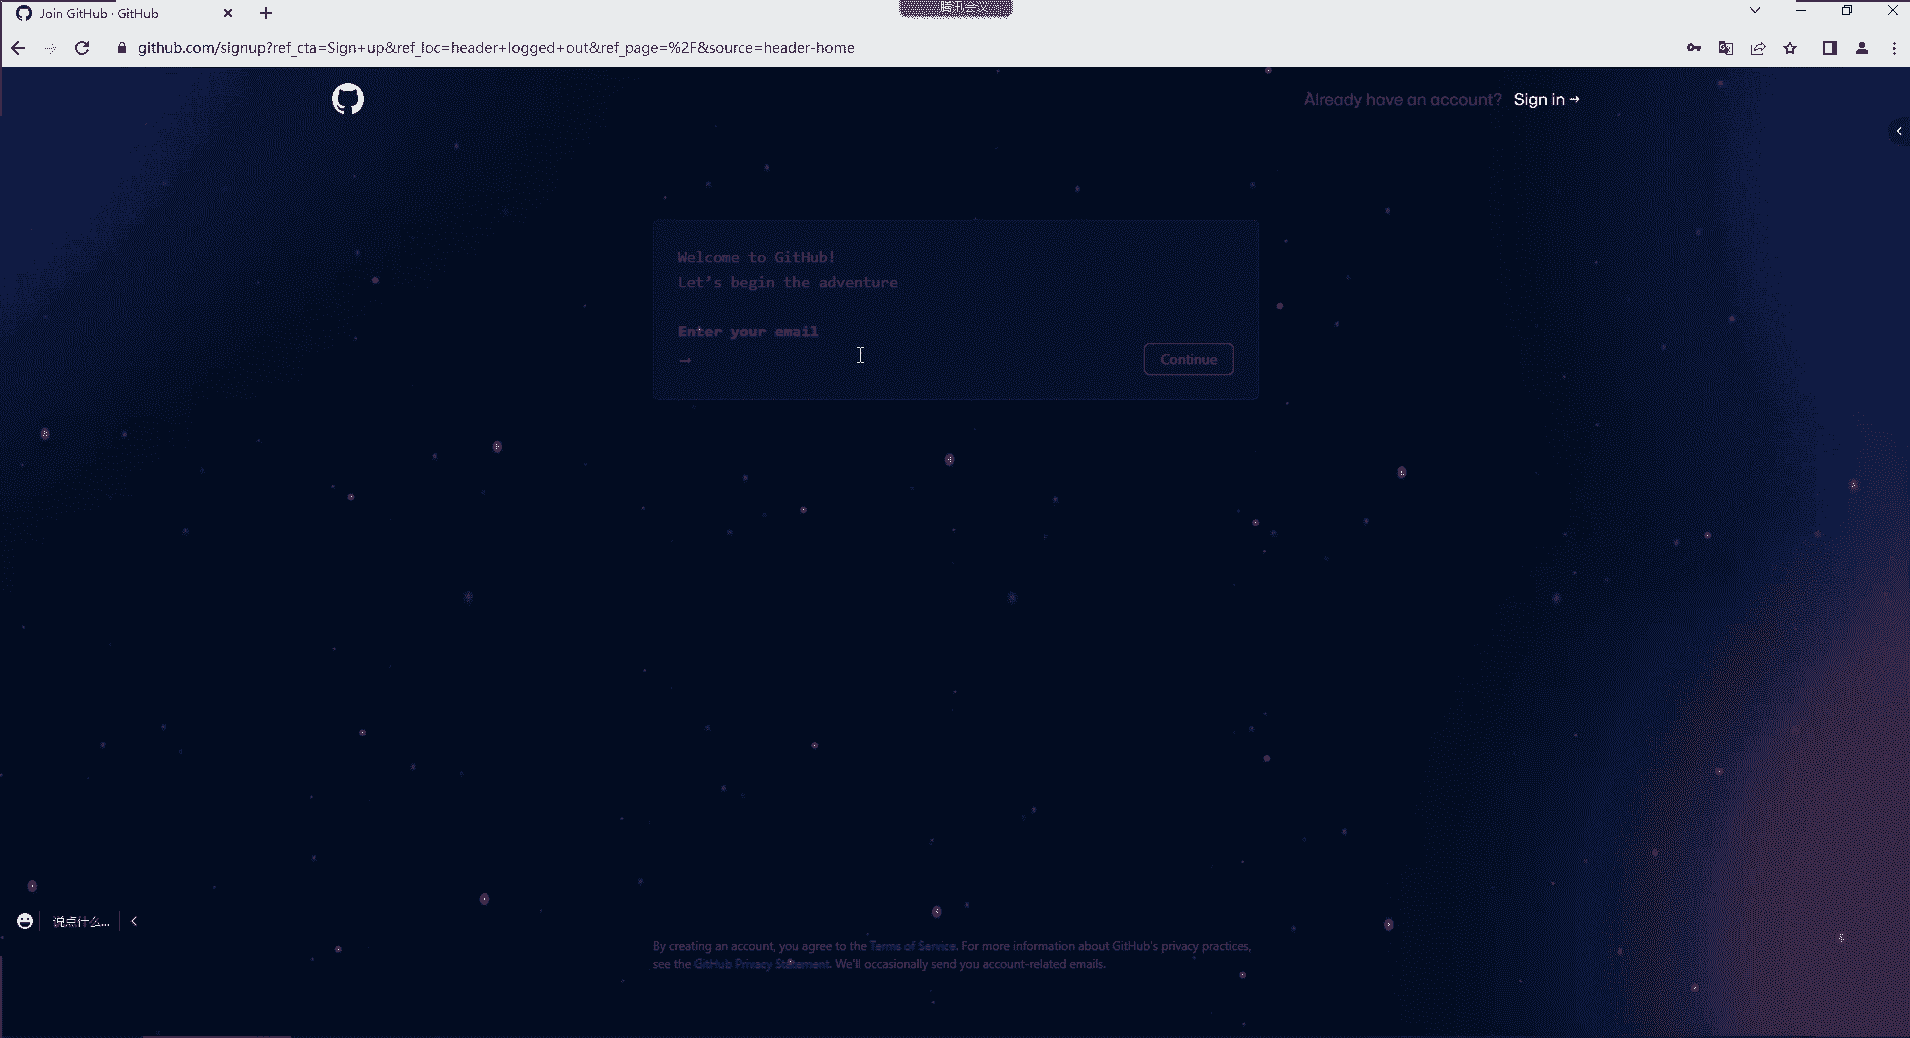 Join GitHub · GitHub
腾讯会议
github.com/signup?ref_cta=Sign+up&ref_loc=header+logged+out&ref_page=%2F&source=header-home
Already have an account? Sign in →
Welcome to GitHub!
Let's begin the adventure
Enter your email
→
Continue
说点什么...
By creating an account, you agree to the Terms of Service. For more information about GitHub's privacy practices,
see the GitHub Privacy Statement. We'll occasionally send you account-related emails.